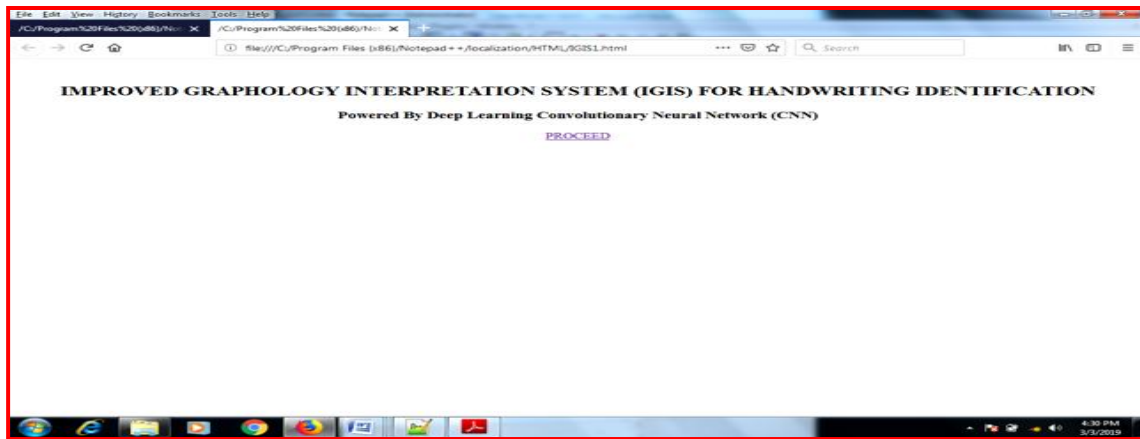 File Edit View History Bookmarks Tools Help
/C:/Program%20Files%20(x86)/No
/C:/Program%20Files%20(x86)/No
file:///C:/Program Files (x86)/Notepad++/localization/HTML/IGIS1.html
Search
IMPROVED GRAPHOLOGY INTERPRETATION SYSTEM (IGIS) FOR HANDWRITING IDENTIFICATION
Powered By Deep Learning Convolutionary Neural Network (CNN)
PROCEED
4:30 PM
3/3/2019